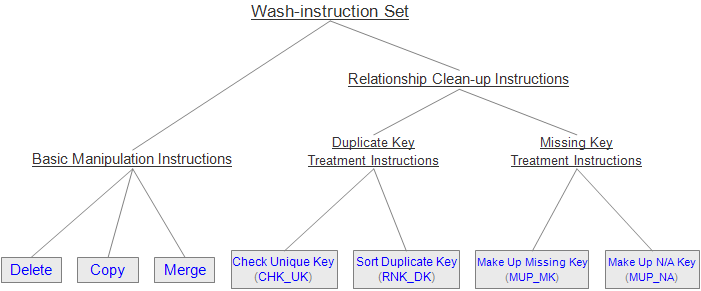 Wash-instruction Set
Relationship Clean-up Instructions
Basic Manipulation Instructions
Duplicate Key
Treatment Instructions
Missing Key
Treatment Instructions
Delete
Copy
Merge
Check Unique Key
(CHK_UK)
Sort Duplicate Key
(RNK_DK)
Make Up Missing Key
(MUP_MK)
Make Up N/A Key
(MUP_NA)